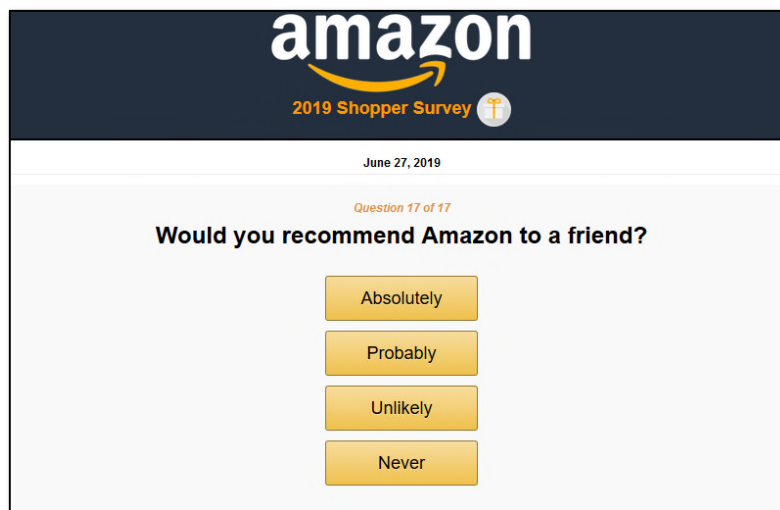 amazon
2019 Shopper Survey
June 27, 2019
Question 17 of 17
Would you recommend Amazon to a friend?
Absolutely
Probably
Unlikely
Never